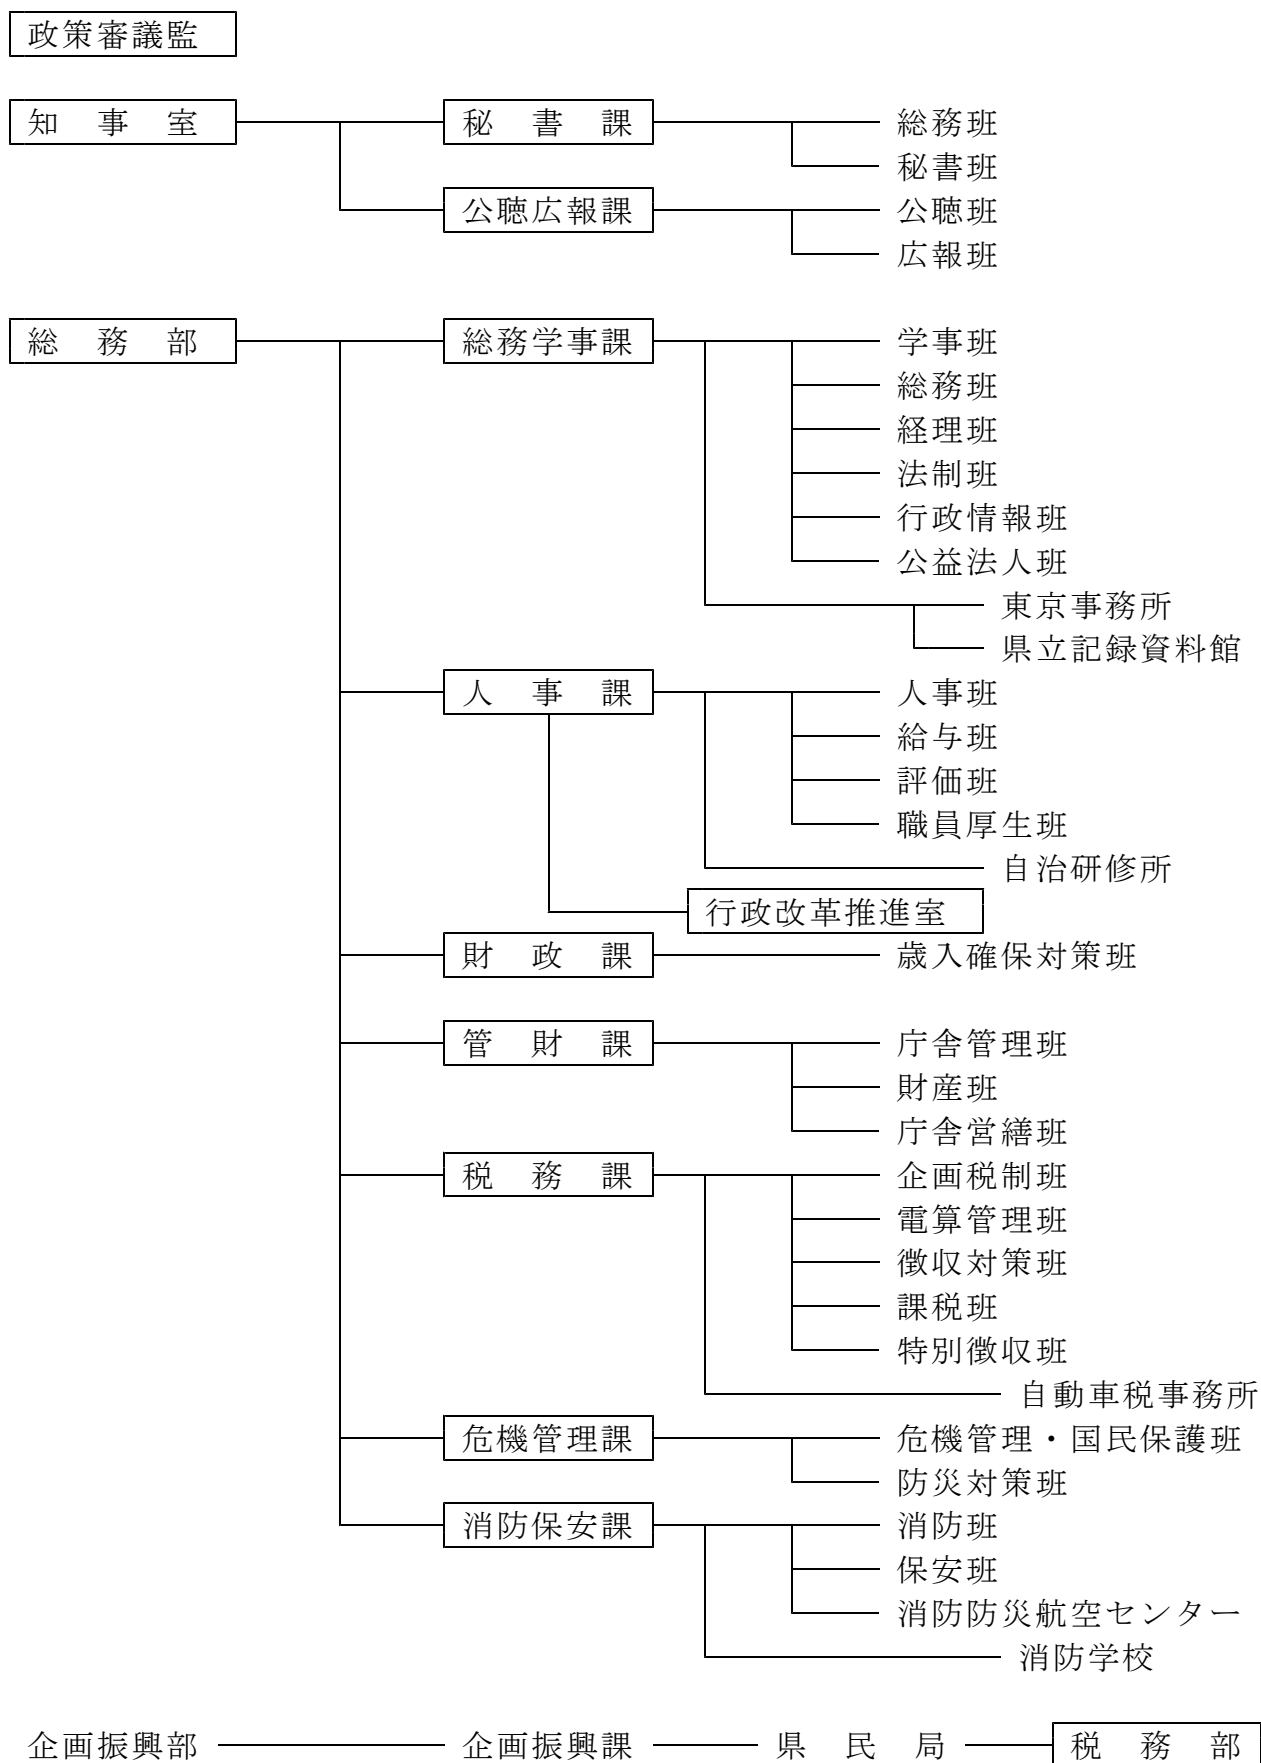 政策審議監
知事室 秘書課 総務班
秘書班
公聴広報課 公聴班
広報班
総務部 総務学事課 学事班
総務班
経理班
法制班
行政情報班
公益法人班
東京事務所
県立記録資料館
人事課 人事班
給与班
評価班
職員厚生班
自治研修所
行政改革推進室
財政課 歳入確保対策班
管財課 庁舎管理班
財産班
庁舎営繕班
税務課 企画税制班
電算管理班
徴収対策班
課税班
特別徴収班
自動車税事務所
危機管理課 危機管理・国民保護班
防災対策班
消防保安課 消防班
保安班
消防防災航空センター
消防学校
企画振興部 企画振興課 県民局 税務部